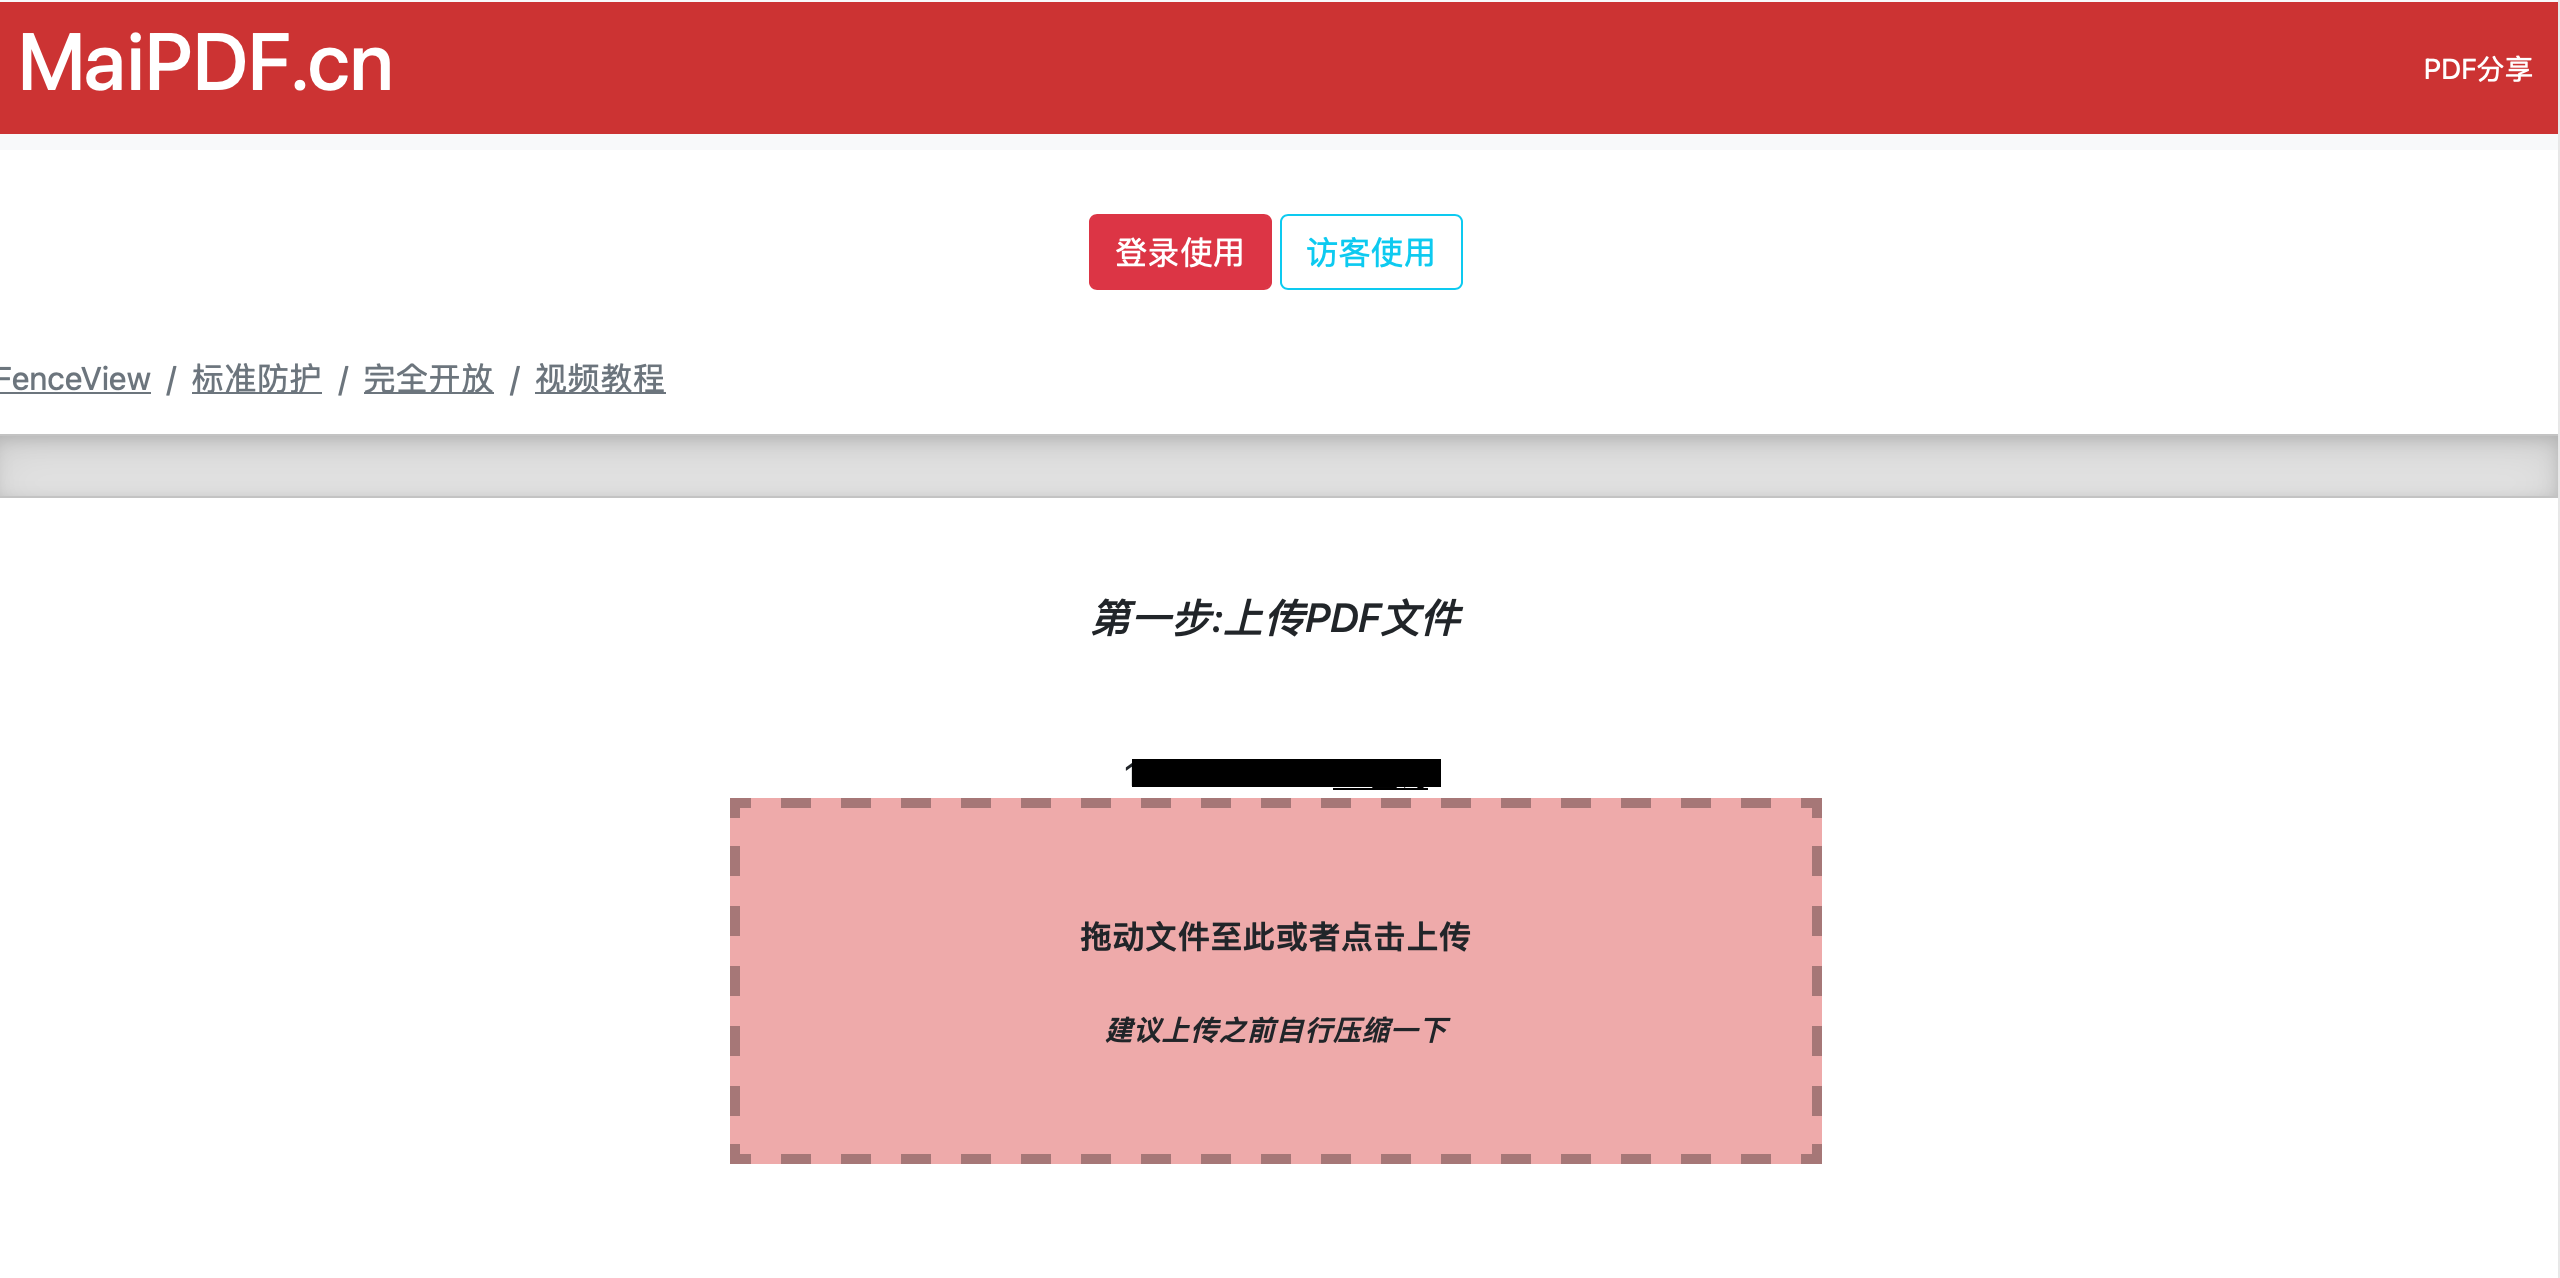 MaiPDF.cn
PDF分享
登录使用 访客使用
FenceView / 标准防护 / 完全开放 / 视频教程
第一步:上传PDF文件
拖动文件至此或者点击上传
建议上传之前自行压缩一下